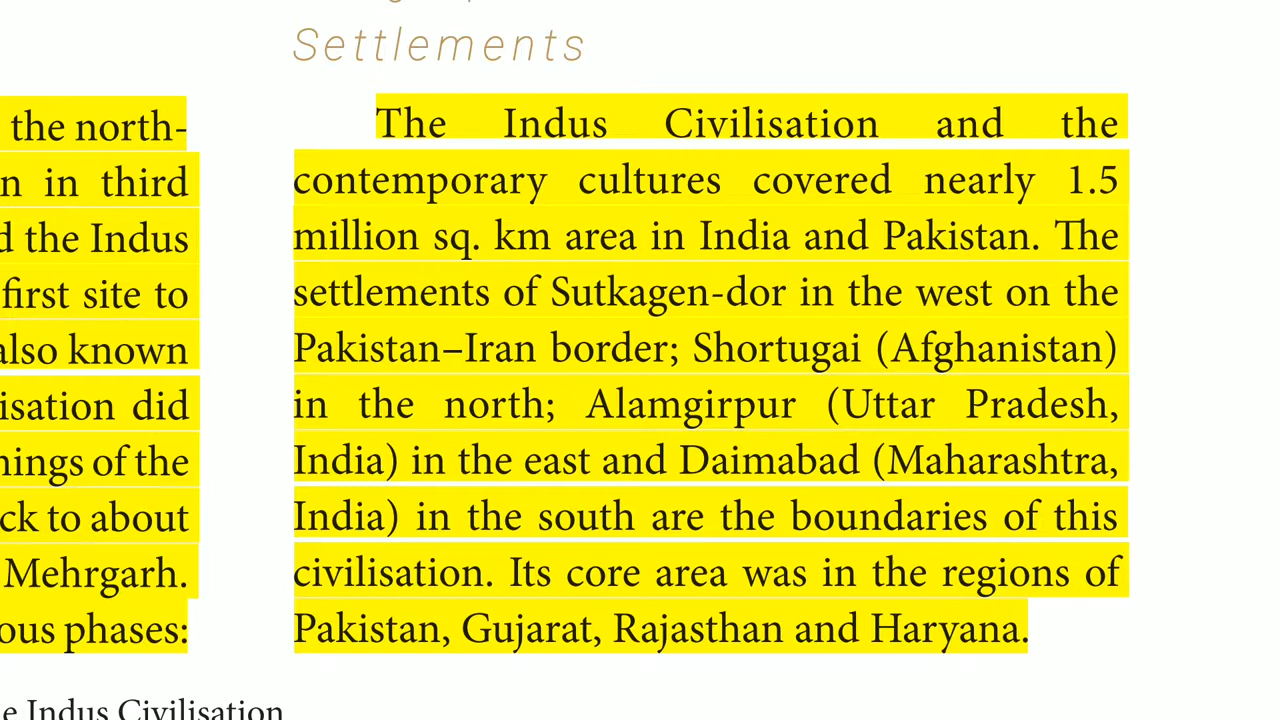 the north-
n in third
d the Indus
first site to
also known
isation did
nings of the
ck to about
Mehrgarh.
ous phases:
e Indus Civilisation
Settlements
The Indus Civilisation and the
contemporary cultures covered nearly 1.5
million sq. km area in India and Pakistan. The
settlements of Sutkagen-dor in the west on the
Pakistan–Iran border; Shortugai (Afghanistan)
in the north; Alamgirpur (Uttar Pradesh,
India) in the east and Daimabad (Maharashtra,
India) in the south are the boundaries of this
civilisation. Its core area was in the regions of
Pakistan, Gujarat, Rajasthan and Haryana.